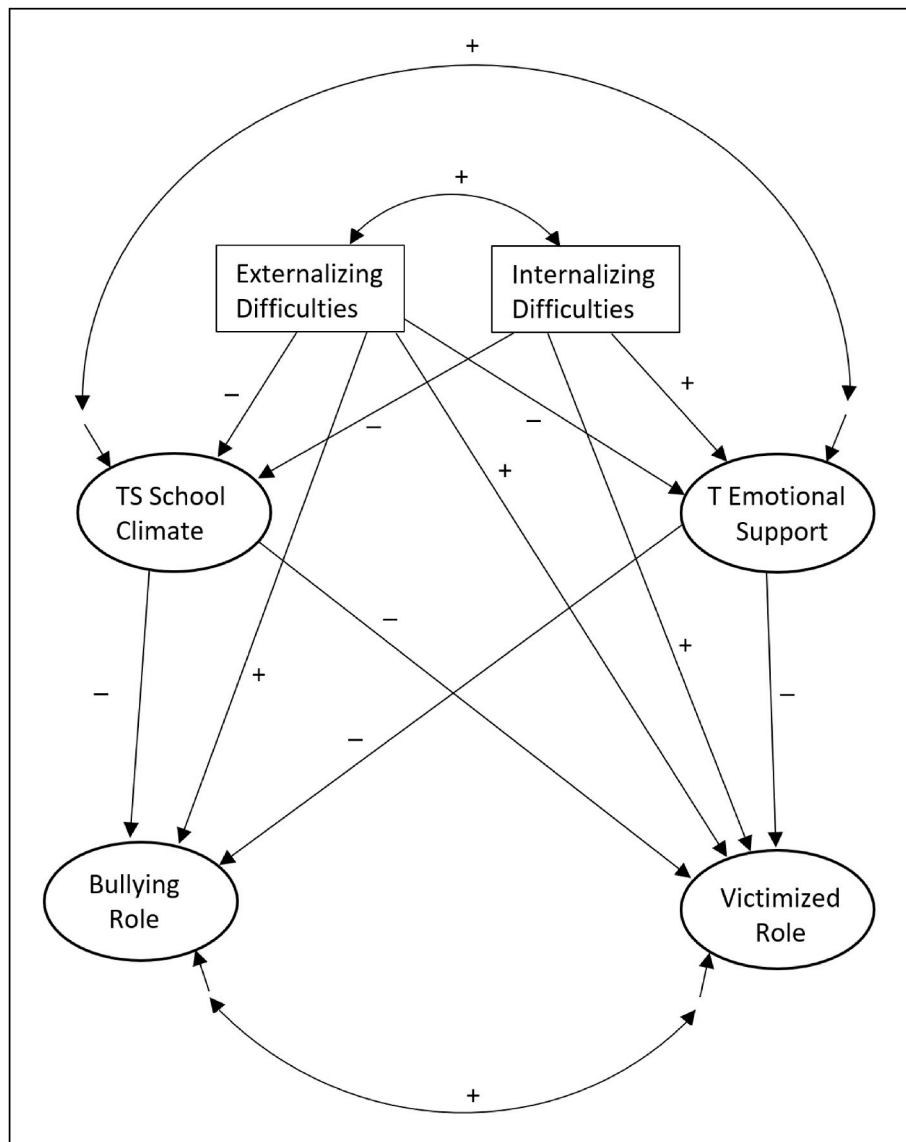 +
+
Externalizing
Difficulties
Internalizing
Difficulties
–
–
–
+
+
TS School
Climate
T Emotional
Support
–
–
+
–
+
–
Bullying
Role
Victimized
Role
+